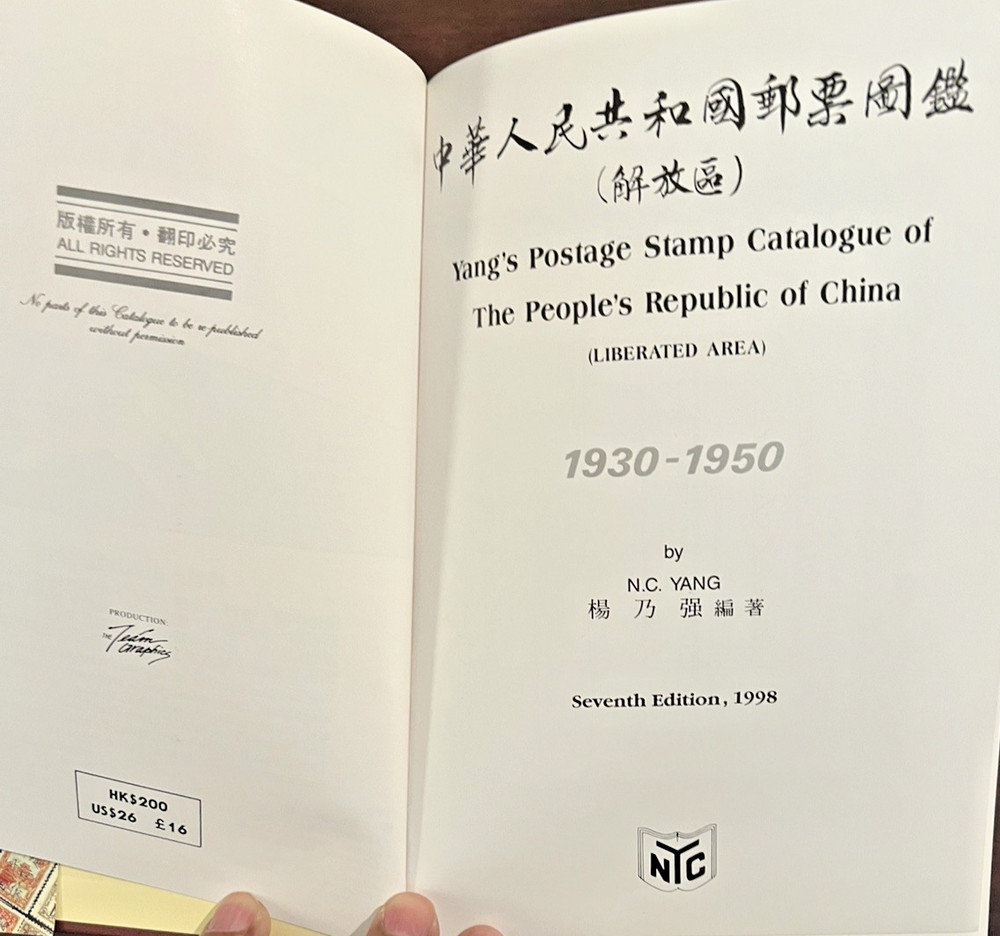 版權所有・翻印必究
ALL RIGHTS RESERVED
No parts of this Catalogue to be re-published
without permission
PRODUCTION:
THE Team
Graphics
HK$200
US$26 £16
中華人民共和國郵票圖鑑
(解放區)
Yang's Postage Stamp Catalogue of
The People's Republic of China
(LIBERATED AREA)
1930-1950
by
N.C. YANG
楊 乃 强 編 著
Seventh Edition, 1998
NYC